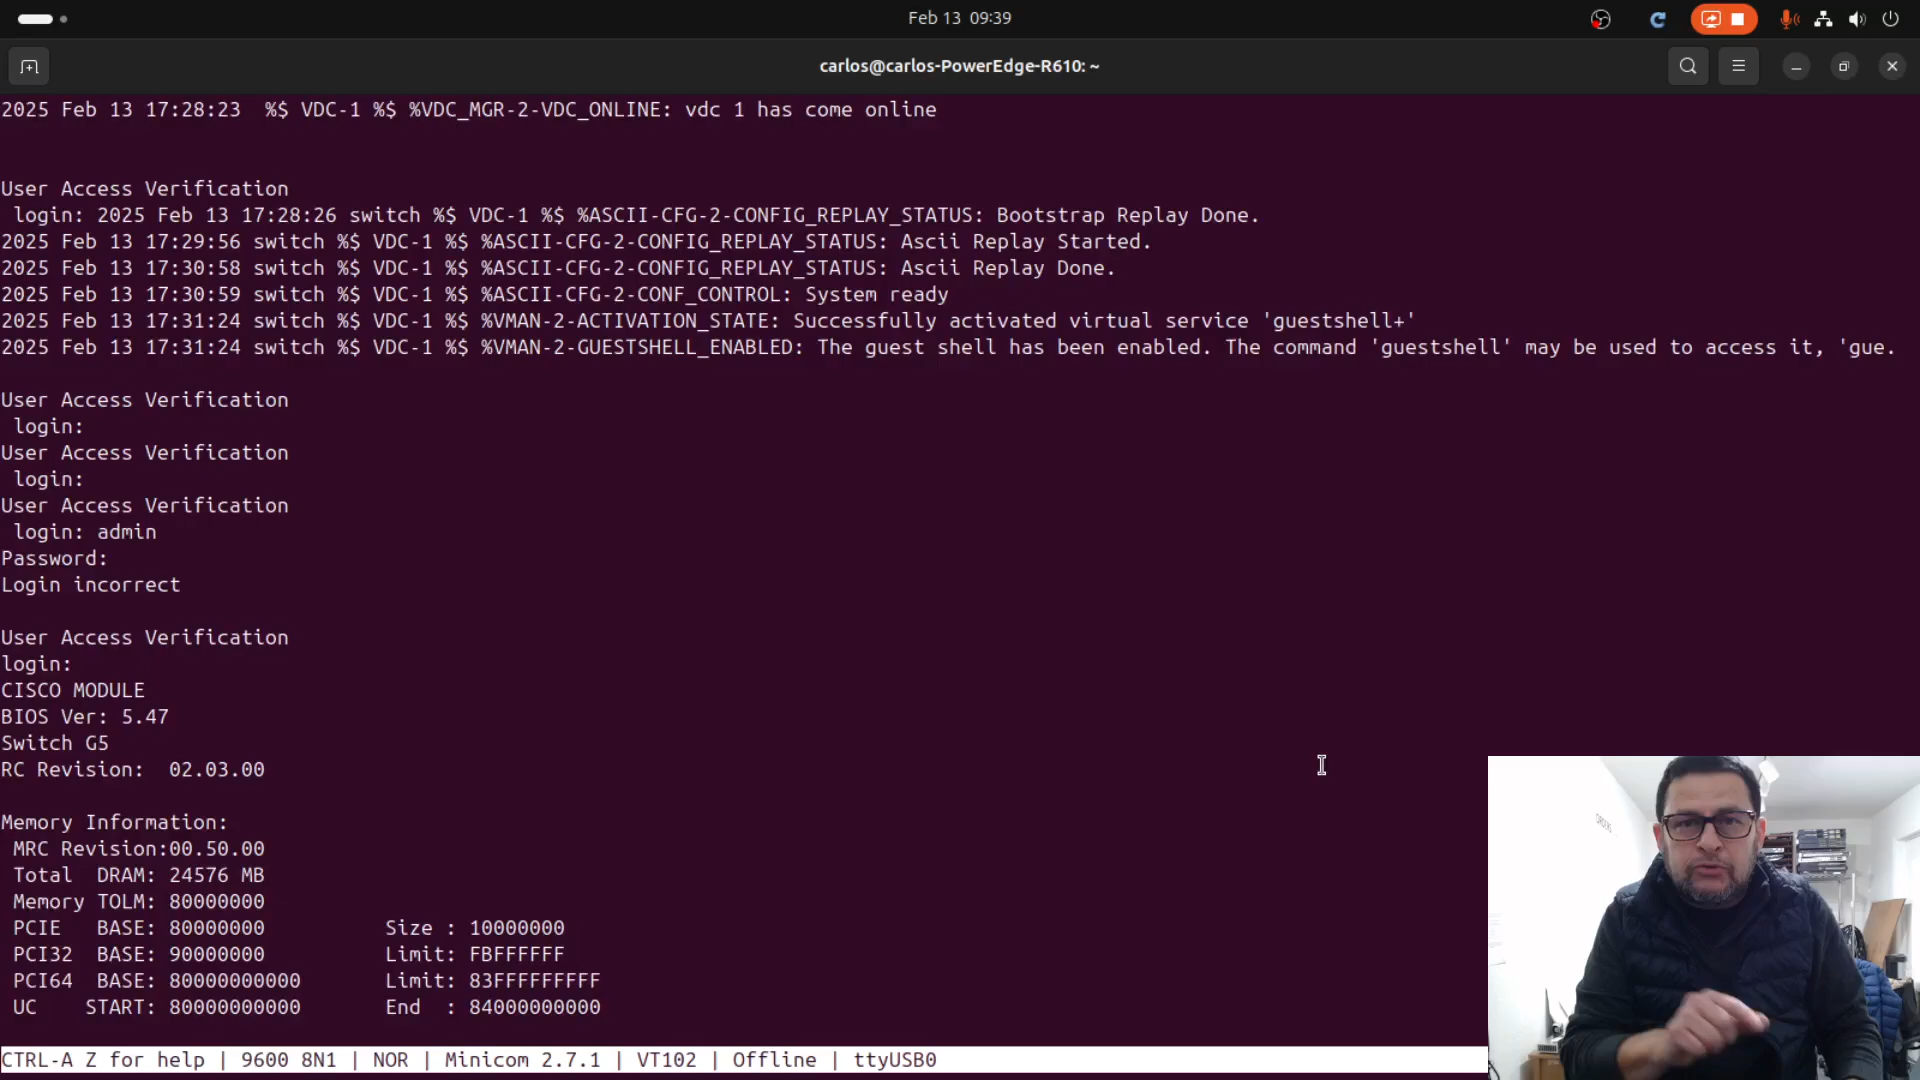 Feb 13 09:39
carlos@carlos-PowerEdge-R610: ~
2025 Feb 13 17:28:23  %$ VDC-1 %$ %VDC_MGR-2-VDC_ONLINE: vdc 1 has come online
User Access Verification
login: 2025 Feb 13 17:28:26 switch %$ VDC-1 %$ %ASCII-CFG-2-CONFIG_REPLAY_STATUS: Bootstrap Replay Done.
2025 Feb 13 17:29:56 switch %$ VDC-1 %$ %ASCII-CFG-2-CONFIG_REPLAY_STATUS: Ascii Replay Started.
2025 Feb 13 17:30:58 switch %$ VDC-1 %$ %ASCII-CFG-2-CONFIG_REPLAY_STATUS: Ascii Replay Done.
2025 Feb 13 17:30:59 switch %$ VDC-1 %$ %ASCII-CFG-2-CONF_CONTROL: System ready
2025 Feb 13 17:31:24 switch %$ VDC-1 %$ %VMAN-2-ACTIVATION_STATE: Successfully activated virtual service 'guestshell+'
2025 Feb 13 17:31:24 switch %$ VDC-1 %$ %VMAN-2-GUESTSHELL_ENABLED: The guest shell has been enabled. The command 'guestshell' may be used to access it, 'gue.
User Access Verification
login:
User Access Verification
login:
User Access Verification
login: admin
Password:
Login incorrect
User Access Verification
login:
CISCO MODULE
BIOS Ver: 5.47
Switch G5
RC Revision:  02.03.00
Memory Information:
MRC Revision:00.50.00
Total  DRAM: 24576 MB
Memory TOLM: 80000000
PCIE   BASE: 80000000          Size : 10000000
PCI32  BASE: 90000000          Limit: FBFFFFFF
PCI64  BASE: 80000000000       Limit: 83FFFFFFFFF
UC    START: 80000000000       End  : 84000000000
CTRL-A Z for help | 9600 8N1 | NOR | Minicom 2.7.1 | VT102 | Offline | ttyUSB0